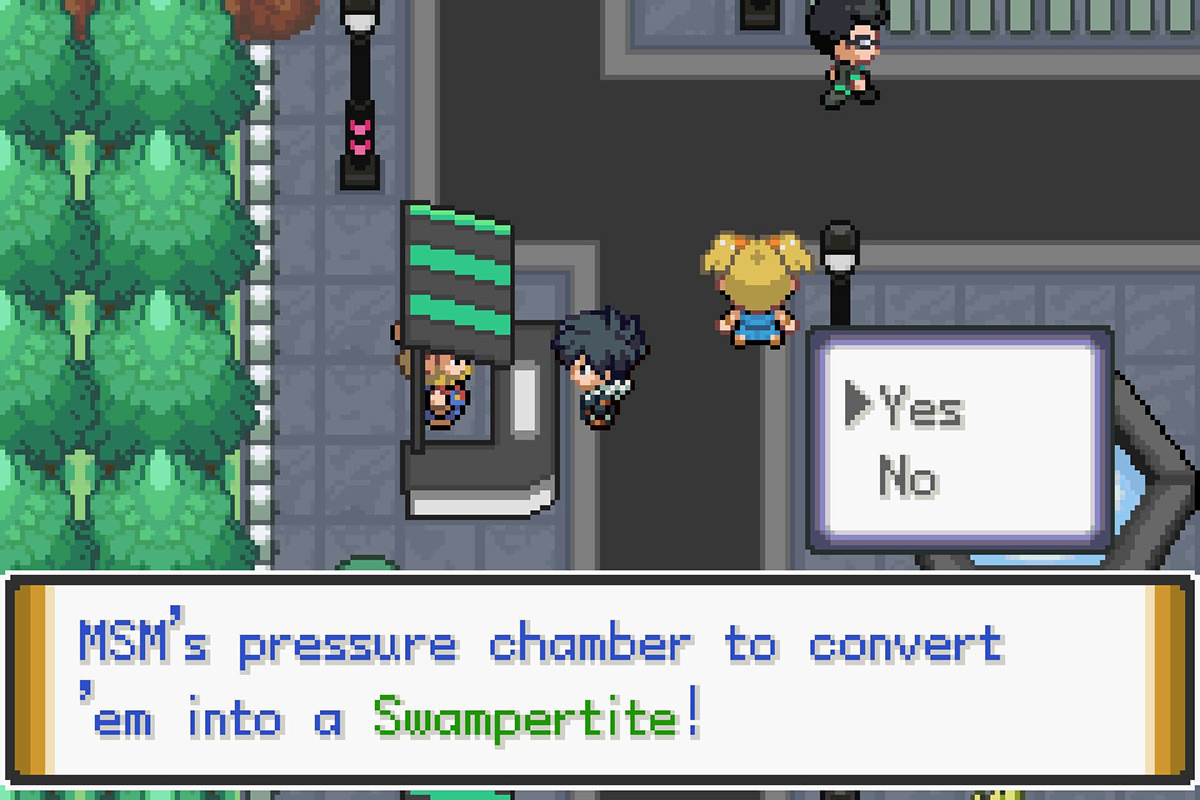 Yes
No
MSM's pressure chamber to convert
'em into a Swampertite!